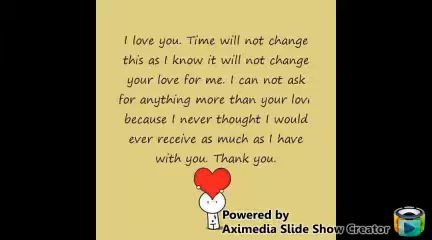 I love you. Time will not change
this as I know it will not change
your love for me. I can not ask
for anything more than your love
because I never thought I would
ever receive as much as I have
with you. Thank you.
Powered by
Aximedia Slide Show Creator